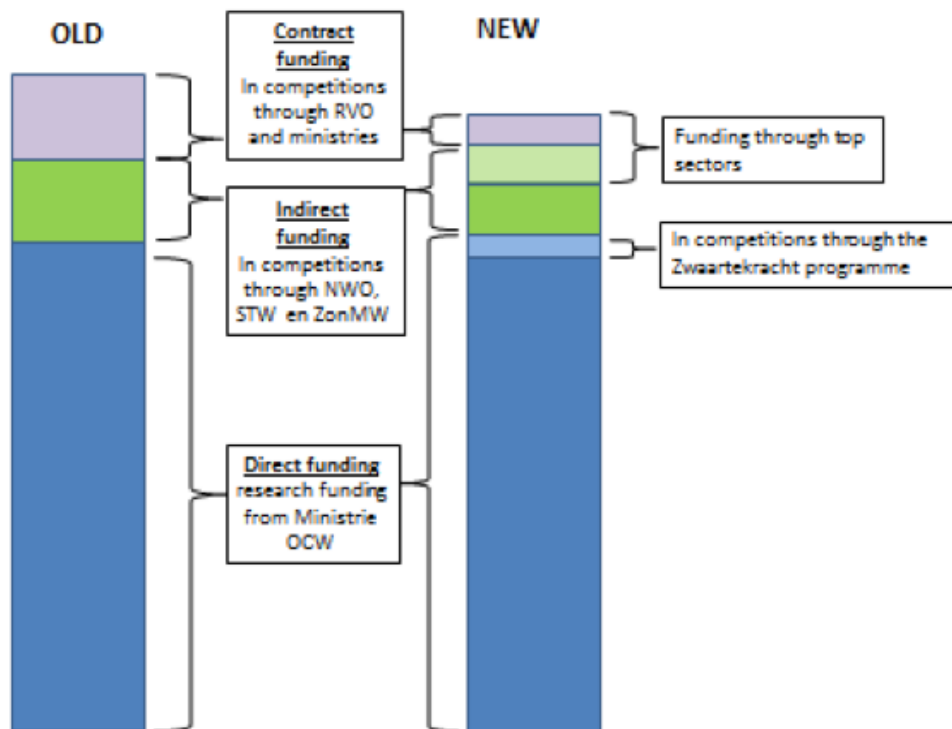 OLD
NEW
Contract
funding
In competitions
through RVO
and ministries
Funding through top
sectors
Indirect
funding
In competitions
through NWO,
STW en ZonMW
In competitions through the
Zwaartekracht programme
Direct funding
research funding
from Ministrie
OCW